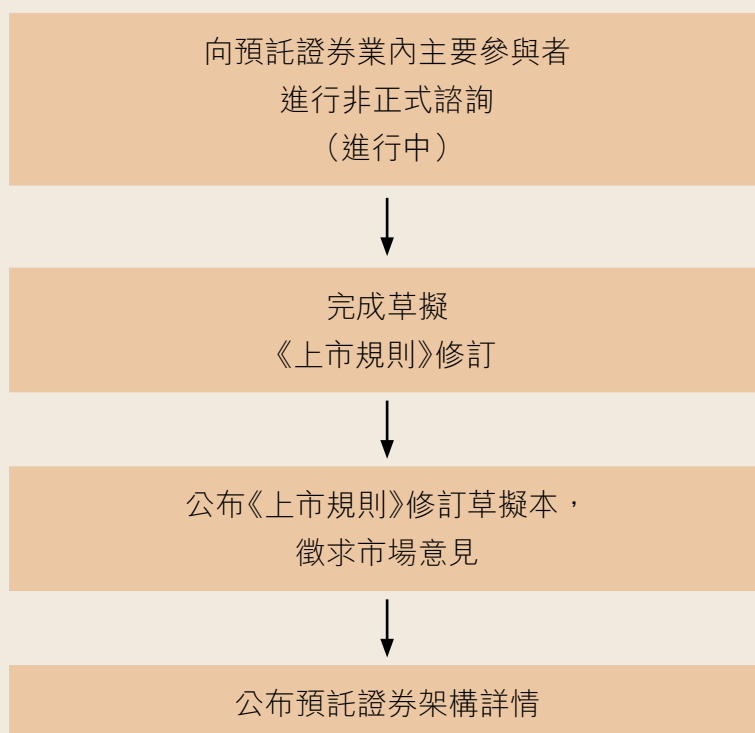 向預託證券業內主要參與者
進行非正式諮詢
（進行中）
完成草擬
《上市規則》修訂
公布《上市規則》修訂草擬本，
徵求市場意見
公布預託證券架構詳情